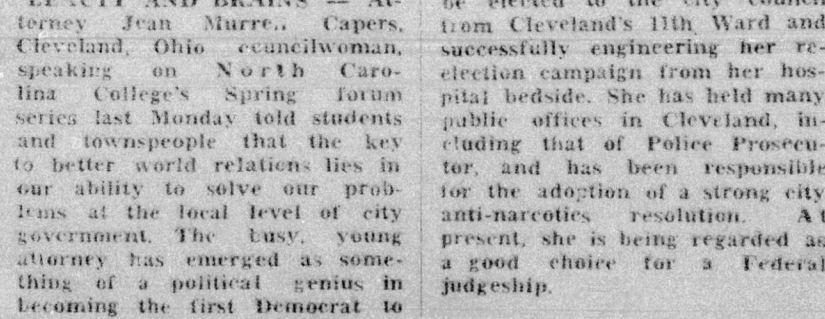 BEAUTY AND BRAINS — At-
torney Jean Murrell Capers,
Cleveland, Ohio councilwoman,
speaking on North Caro-
lina College's Spring forum
series last Monday told students
and townspeople that the key
to better world relations lies in
our ability to solve our prob-
lems at the local level of city
government. The busy, young
attorney has emerged as some-
thing of a political genius in
becoming the first Democrat to
be elected to the city council
from Cleveland's 11th Ward and
successfully engineering her re-
election campaign from her hos-
pital bedside. She has held many
public offices in Cleveland, in-
cluding that of Police Prosecu-
tor, and has been responsible
for the adoption of a strong city
anti-narcotics resolution. At
present, she is being regarded as
a good choice for a Federal
judgeship.